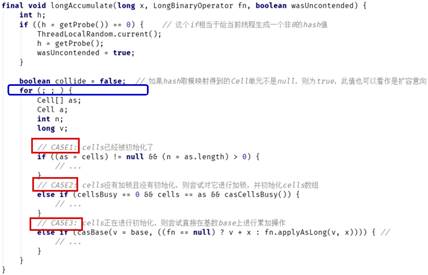 final void longAccumulate(long x, LongBinaryOperator fn, boolean wasUncontended) {
int h;
if ((h = getProbe()) == 0) { // 这个if相当于给当前线程生成一个非0的hash值
ThreadLocalRandom.current();
h = getProbe();
wasUncontended = true;
}
boolean collide = false; // 如果hash取模映射得到的Cell单元不是null，则为true，此值也可以看作是扩容意向
for (; ; ) {
Cell[] as;
Cell a;
int n;
long v;
// CASE1: cells已经被初始化了
if ((as = cells) != null && (n = as.length) > 0) {
// ...
}
// CASE2: cells没有加锁且没有初始化，则尝试对它进行加锁，并初始化cells数组
else if (cellsBusy == 0 && cells == as && casCellsBusy()) {
// ...
}
// CASE3: cells正在进行初始化，则尝试直接在基数base上进行累加操作
else if (casBase(v = base, ((fn == null) ? v + x : fn.applyAsLong(v, x)))) { //
// ...
}
}
}